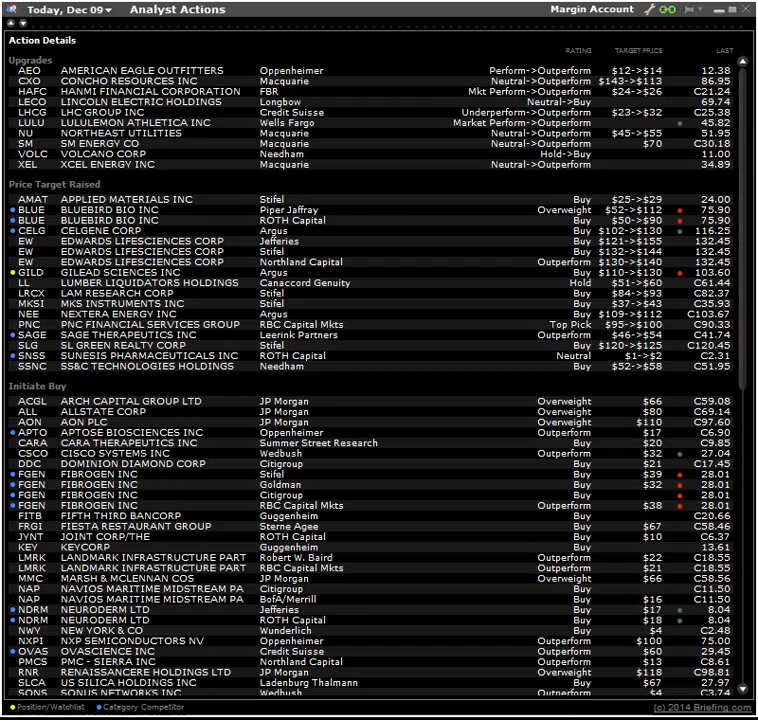 Today, Dec 09 Analyst Actions Margin Account
Action Details
RATING TARGET PRICE LAST
Upgrades
AEO AMERICAN EAGLE OUTFITTERS Oppenheimer Perform->Outperform $12->$14 12.38
CXO CONCHO RESOURCES INC Macquarie Neutral->Outperform $143->$113 86.95
HAFC HANMI FINANCIAL CORPORATION FBR Mkt Perform->Outperform $24->$26 C21.24
LECO LINCOLN ELECTRIC HOLDINGS Longbow Neutral->Buy 69.74
LHCG LHC GROUP INC Credit Suisse Underperform->Outperform $23->$32 C25.38
LULU LULULEMON ATHLETICA INC Wells Fargo Market Perform->Outperform 45.82
NU NORTHEAST UTILITIES Macquarie Neutral->Outperform $45->$55 51.95
SM SM ENERGY CO Macquarie Neutral->Outperform $70 C30.18
VOLC VOLCANO CORP Needham Hold->Buy 11.00
XEL XCEL ENERGY INC Macquarie Neutral->Outperform 34.89
Price Target Raised
AMAT APPLIED MATERIALS INC Stifel Buy $25->$29 24.00
BLUE BLUEBIRD BIO INC Piper Jaffray Overweight $52->$112 75.90
BLUE BLUEBIRD BIO INC ROTH Capital Buy $50->$90 75.90
CELG CELGENE CORP Argus Buy $102->$130 116.25
EW EDWARDS LIFESCIENCES CORP Jefferies Buy $121->$155 132.45
EW EDWARDS LIFESCIENCES CORP Stifel Buy $132->$144 132.45
EW EDWARDS LIFESCIENCES CORP Northland Capital Outperform $130->$140 132.45
GILD GILEAD SCIENCES INC Argus Buy $110->$130 103.60
LL LUMBER LIQUIDATORS HOLDINGS Canaccord Genuity Hold $51->$60 C61.44
LRCX LAM RESEARCH CORP Stifel Buy $84->$93 C82.37
MKSI MKS INSTRUMENTS INC Stifel Buy $37->$43 C35.93
NEE NEXTERA ENERGY INC Argus Buy $109->$112 C103.67
PNC PNC FINANCIAL SERVICES GROUP RBC Capital Mkts Top Pick $95->$100 C90.33
SAGE SAGE THERAPEUTICS INC Leerink Partners Outperform $46->$54 C41.74
SLG SL GREEN REALTY CORP Stifel Buy $120->$125 C120.45
SNSS SUNESIS PHARMACEUTICALS INC ROTH Capital Neutral $1->$2 C2.31
SSNC SS&C TECHNOLOGIES HOLDINGS Needham Buy $52->$58 C51.95
Initiate Buy
ACGL ARCH CAPITAL GROUP LTD JP Morgan Overweight $66 C59.08
ALL ALLSTATE CORP JP Morgan Overweight $80 C69.14
AON AON PLC JP Morgan Overweight $110 C97.60
APTO APTOSE BIOSCIENCES INC Oppenheimer Outperform $17 C6.90
CARA CARA THERAPEUTICS INC Summer Street Research Buy $20 C9.85
CSCO CISCO SYSTEMS INC Wedbush Outperform $32 27.04
DDC DOMINION DIAMOND CORP Citigroup Buy $21 C17.45
FGEN FIBROGEN INC Stifel Buy $39 28.01
FGEN FIBROGEN INC Goldman Buy $32 28.01
FGEN FIBROGEN INC Citigroup Buy 28.01
FGEN FIBROGEN INC RBC Capital Mkts Outperform $38 28.01
FITB FIFTH THIRD BANCORP Guggenheim Buy C20.66
FRGI FIESTA RESTAURANT GROUP Sterne Agee Buy $67 C58.46
JYNT JOINT CORP/THE ROTH Capital Buy $10 C6.37
KEY KEYCORP Guggenheim Buy 13.61
LMRK LANDMARK INFRASTRUCTURE PART Robert W. Baird Outperform $22 C18.55
LMRK LANDMARK INFRASTRUCTURE PART RBC Capital Mkts Outperform $21 C18.55
MMC MARSH & MCLENNAN COS JP Morgan Overweight $66 C58.56
NAP NAVIOS MARITIME MIDSTREAM PA Citigroup Buy C11.50
NAP NAVIOS MARITIME MIDSTREAM PA BofA/Merrill Buy $16 C11.50
NDRM NEURODERM LTD Jefferies Buy $17 8.04
NDRM NEURODERM LTD ROTH Capital Buy $18 8.04
NWY NEW YORK & CO Wunderlich Buy $4 C2.48
NXPI NXP SEMICONDUCTORS NV Oppenheimer Outperform $100 75.00
OVAS OVASCIENCE INC Credit Suisse Outperform $60 29.45
PMCS PMC - SIERRA INC Northland Capital Outperform $13 C8.61
RNR RENAISSANCERE HOLDINGS LTD JP Morgan Overweight $118 C98.81
SLCA US SILICA HOLDINGS INC Ladenburg Thalmann Buy $67 27.97
SONS SONUS NETWORKS INC Wedbush Outperform $4 C3.74
Position/Watchlist Category Competitor (c) 2014 Briefing.com